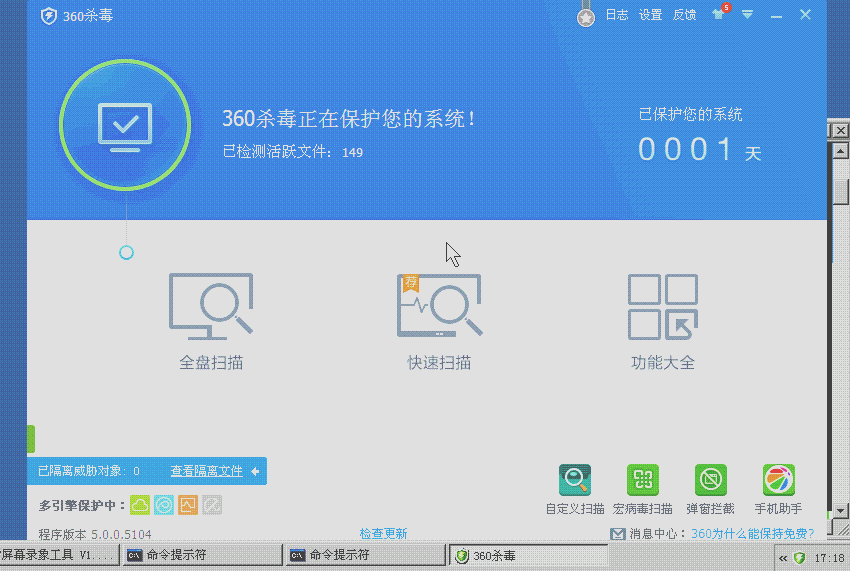 360杀毒
日志 设置 反馈 5
360杀毒正在保护您的系统！
已检测活跃文件：149
已保护您的系统
0001 天
荐
全盘扫描
快速扫描
功能大全
已隔离威胁对象：0 查看隔离文件
多引擎保护中：
自定义扫描
宏病毒扫描
弹窗拦截
手机助手
程序版本 5.0.0.5104
检查更新
消息中心：360为什么能保持免费?
屏幕录象工具 V1....
命令提示符
命令提示符
360杀毒
17:18